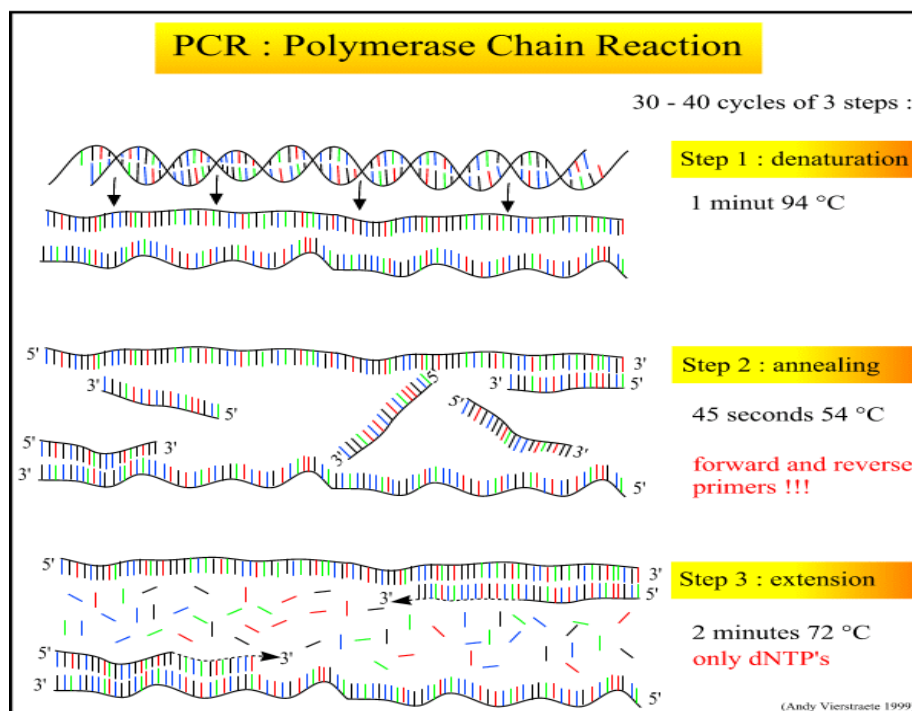 PCR : Polymerase Chain Reaction
30 - 40 cycles of 3 steps :
Step 1 : denaturation
1 minut 94 °C
5'
3'
Step 2 : annealing
3'
5'
5
5'
3'
5'
45 seconds 54 °C
5'
3'
3'
3'
3'
5'
forward and reverse
primers !!!
5'
3'
Step 3 : extension
3'
5'
2 minutes 72 °C
only dNTP's
5'
3'
3'
5'
(Andy Vierstraete 1999